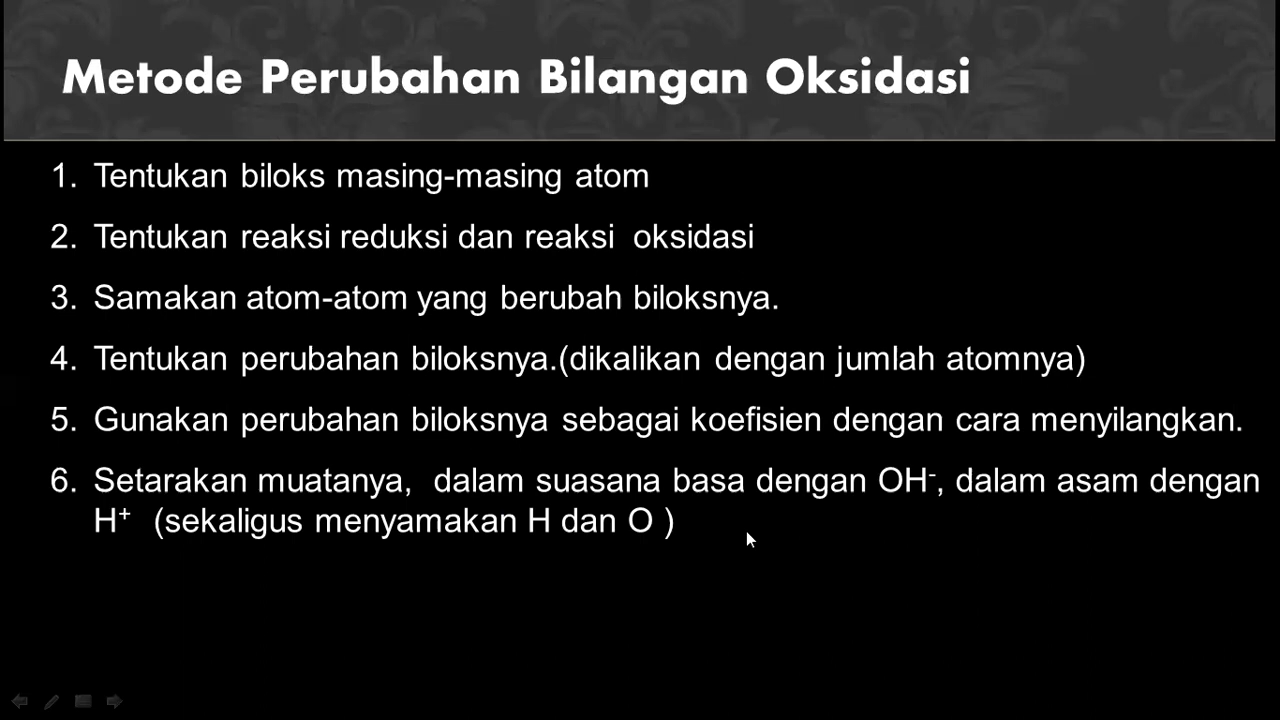 Metode Perubahan Bilangan Oksidasi
1. Tentukan biloks masing-masing atom
2. Tentukan reaksi reduksi dan reaksi oksidasi
3. Samakan atom-atom yang berubah biloksnya.
4. Tentukan perubahan biloksnya.(dikalikan dengan jumlah atomnya)
5. Gunakan perubahan biloksnya sebagai koefisien dengan cara menyilangkan.
6. Setarakan muatanya, dalam suasana basa dengan OH⁻, dalam asam dengan
H⁺ (sekaligus menyamakan H dan O )